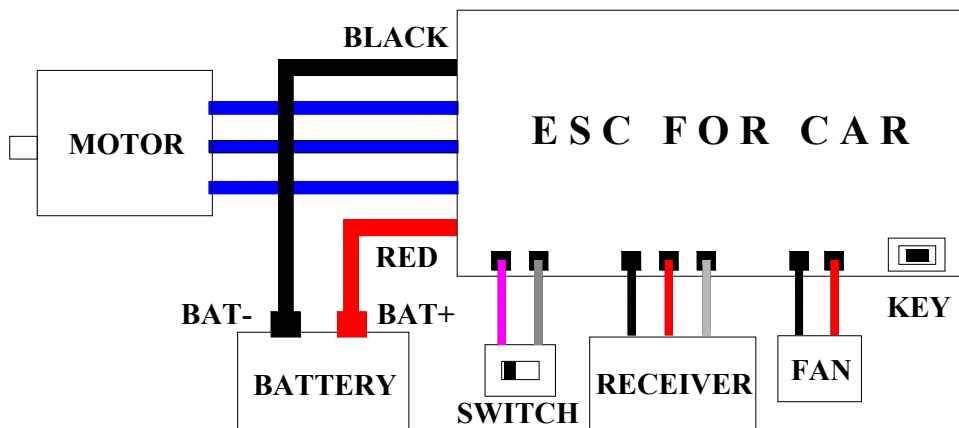 BLACK
ESC FOR CAR
MOTOR
RED
BAT-
BAT+
KEY
BATTERY
SWITCH
RECEIVER
FAN